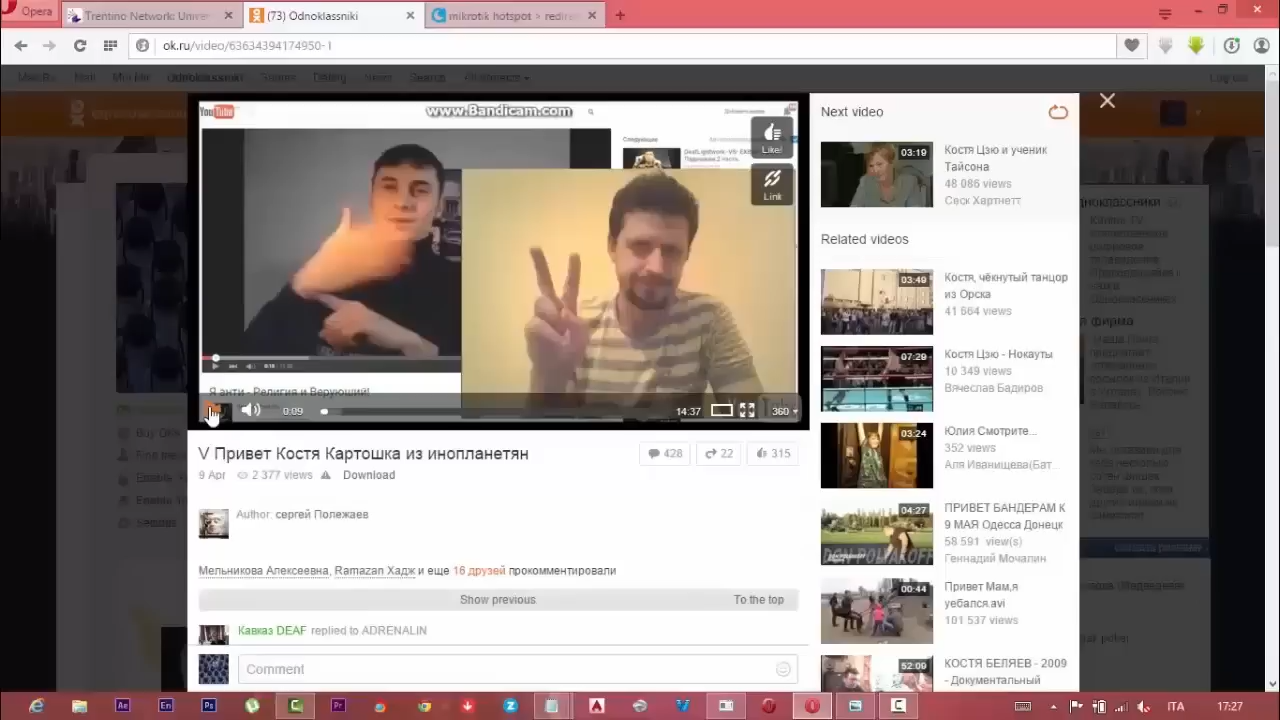 Opera
Trentino Network: Univer
(73) Odnoklassniki
mikrotik hotspot > redire
ok.ru/video/63634394174950-1
Odnoklassniki
Log out
YouTube
www.Bandicam.com
Like!
Link
Я анти - Религия и Верующий!
0:09
14:37
360
V Привет Костя Картошка из инопланетян
428
22
315
9 Apr
2 377 views
Download
Author: сергей Полежаев
Мельникова Алексеевна, Ramazan Хадж и еще 16 друзей прокомментировали
Show previous
To the top
Кавказ DEAF replied to ADRENALIN
Comment
Next video
03:19
Костя Цзю и ученик
Тайсона
48 086 views
Сеск Хартнетт
Related videos
03:49
Костя, чёкнутый танцор
из Орска
41 664 views
07:29
Костя Цзю - Нокауты
10 349 views
Вячеслав Бадиров
03:24
Юлия Смотрите...
352 views
Аля Иванищева(Бат...
04:27
ПРИВЕТ БАНДЕРАМ К
9 МАЯ Одесса Донецк
58 591 view(s)
Геннадий Мочалин
00:44
Привет Мам,я
уебался.avi
101 537 views
52:09
КОСТЯ БЕЛЯЕВ - 2009
- Документальный
ITA
17:27